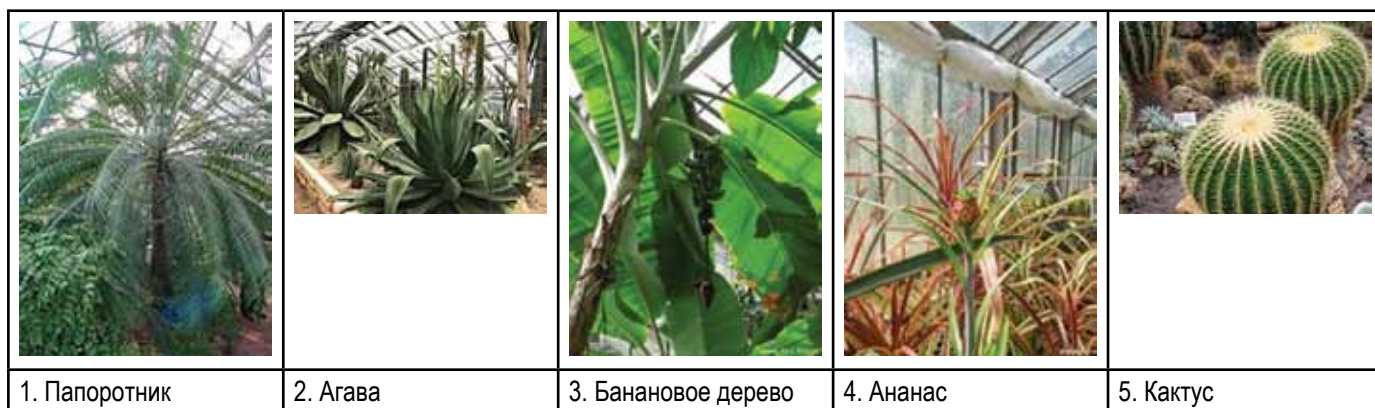 1. Папоротник
2. Агава
3. Банановое дерево
4. Ананас
5. Кактус